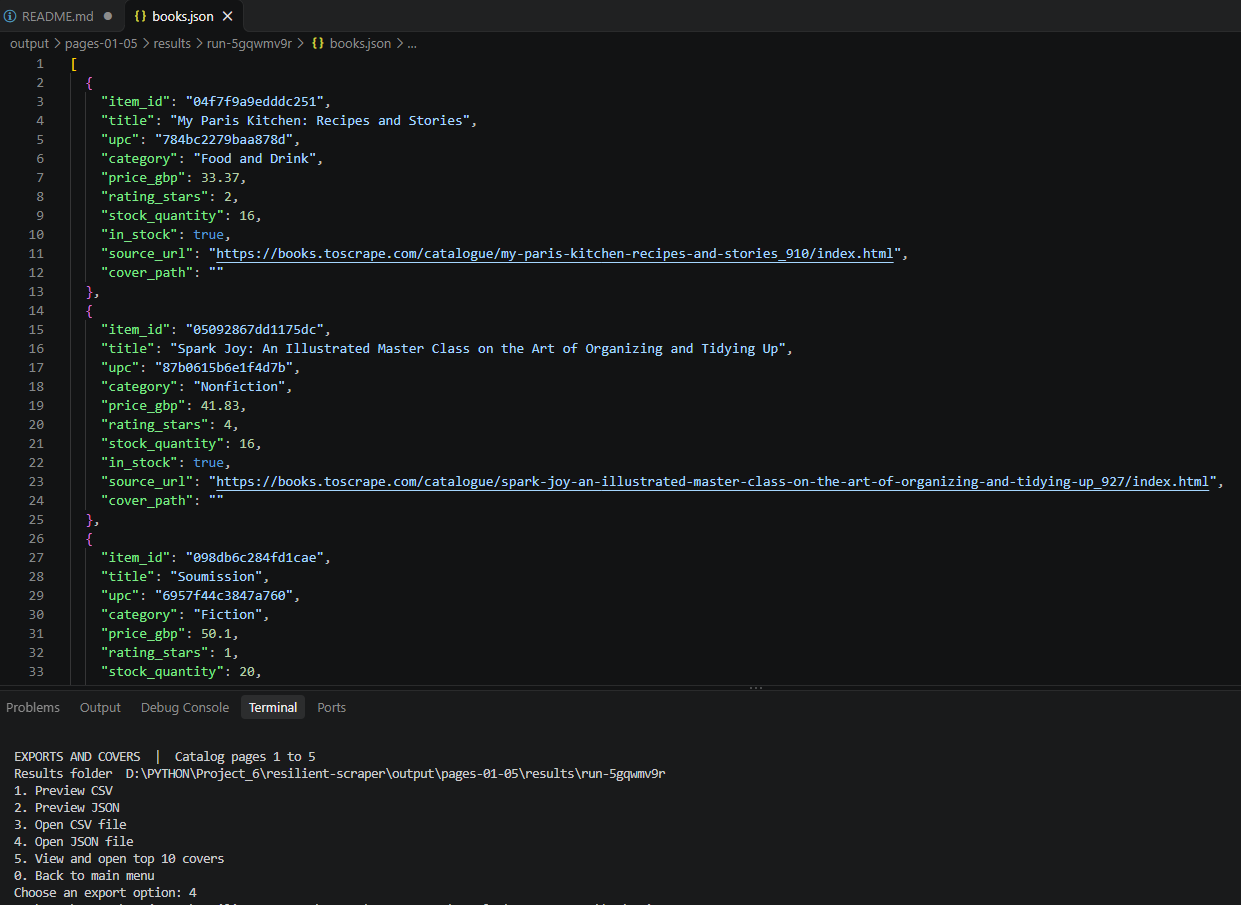 README.md
{} books.json
output > pages-01-05 > results > run-5gqwmv9r > {} books.json > ...
1 [
2 {
3 "item_id": "04f7f9a9edddc251",
4 "title": "My Paris Kitchen: Recipes and Stories",
5 "upc": "784bc2279baa878d",
6 "category": "Food and Drink",
7 "price_gbp": 33.37,
8 "rating_stars": 2,
9 "stock_quantity": 16,
10 "in_stock": true,
11 "source_url": "https://books.toscrape.com/catalogue/my-paris-kitchen-recipes-and-stories_910/index.html",
12 "cover_path": ""
13 },
14 {
15 "item_id": "05092867dd1175dc",
16 "title": "Spark Joy: An Illustrated Master Class on the Art of Organizing and Tidying Up",
17 "upc": "87b0615b6e1f4d7b",
18 "category": "Nonfiction",
19 "price_gbp": 41.83,
20 "rating_stars": 4,
21 "stock_quantity": 16,
22 "in_stock": true,
23 "source_url": "https://books.toscrape.com/catalogue/spark-joy-an-illustrated-master-class-on-the-art-of-organizing-and-tidying-up_927/index.html",
24 "cover_path": ""
25 },
26 {
27 "item_id": "098db6c284fd1cae",
28 "title": "Soumission",
29 "upc": "6957f44c3847a760",
30 "category": "Fiction",
31 "price_gbp": 50.1,
32 "rating_stars": 1,
33 "stock_quantity": 20,
Problems Output Debug Console Terminal Ports
EXPORTS AND COVERS | Catalog pages 1 to 5
Results folder D:\PYTHON\Project_6\resilient-scraper\output\pages-01-05\results\run-5gqwmv9r
1. Preview CSV
2. Preview JSON
3. Open CSV file
4. Open JSON file
5. View and open top 10 covers
0. Back to main menu
Choose an export option: 4